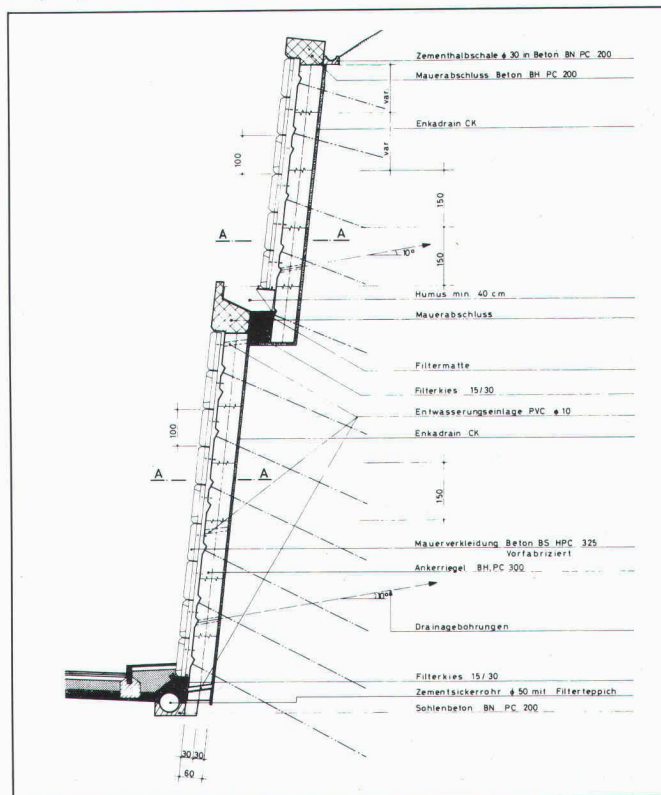 Zementhalbschale ϕ 30 in Beton BN PC 200
Mauerabschluss Beton BH PC 200
var.
Enkadrain CK
var
100
150
A A
150
10°
Humus min 40 cm
Mauerabschluss
Filtermatte
Filterkies 15/30
Entwasserungseinlage PVC ϕ 10
100
Enkadrain CK
A A
150
Mauerverkleidung Beton BS HPC 325
Vorfabriziert
Ankerriegel BH, PC 300
10°
Drainagebohrungen
Filterkies 15/30
Zementsickerrohr ϕ 50 mit Filterteppich
Sohlenbeton BN PC 200
30 30
60